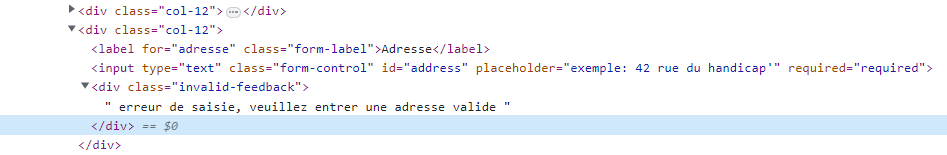 <div class="col-12"> … </div>
<div class="col-12">
<label for="adresse" class="form-label">Adresse</label>
<input type="text" class="form-control" id="address" placeholder="exemple: 42 rue du handicap'" required="required">
<div class="invalid-feedback">
" erreur de saisie, veuillez entrer une adresse valide "
</div> == $0
</div>